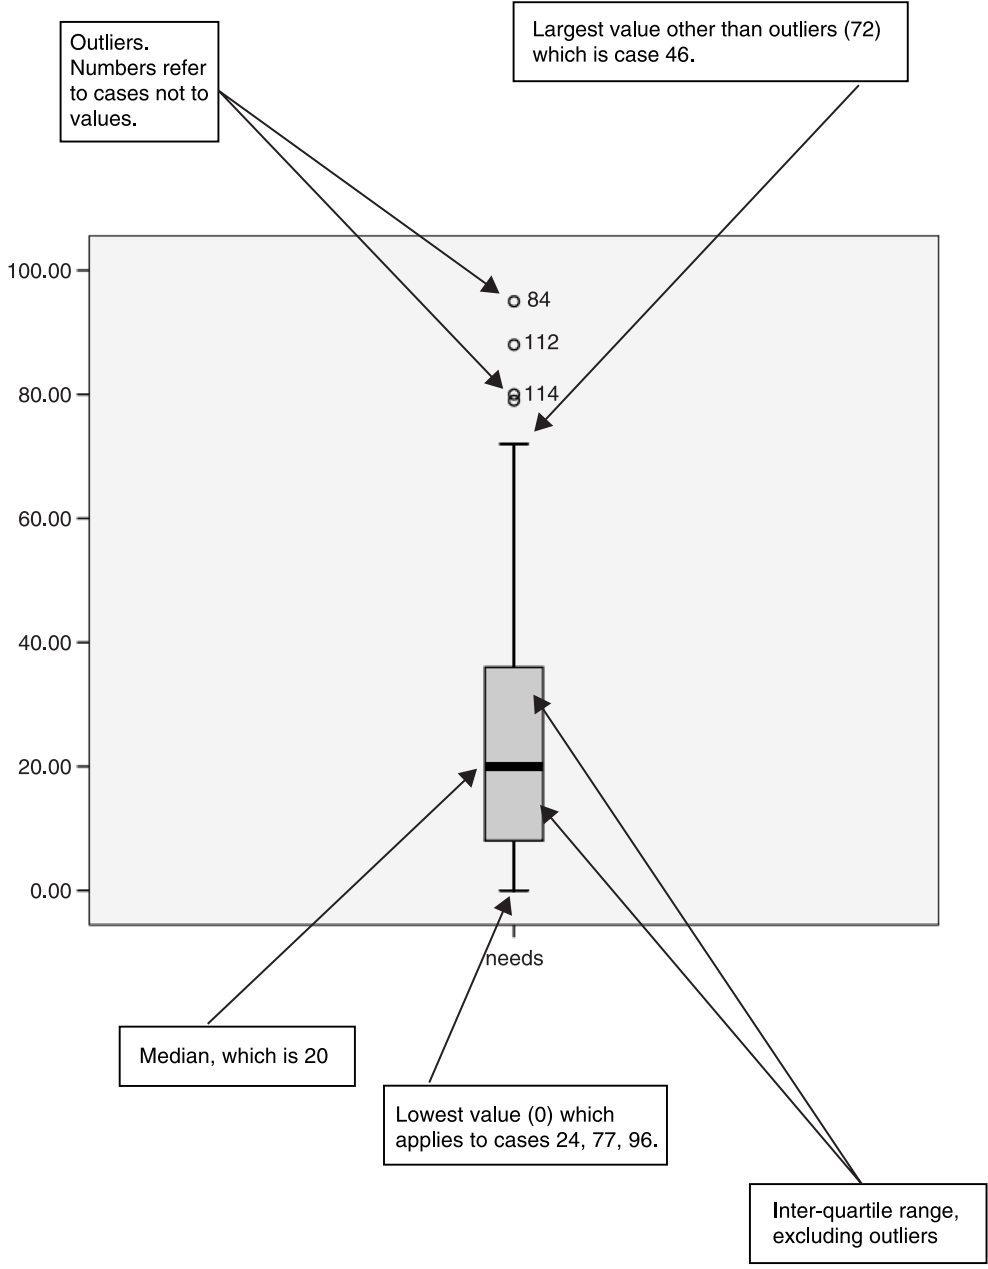 Outliers.
Numbers refer
to cases not to
values.
Largest value other than outliers (72)
which is case 46.
100.00
84
112
80.00
114
60.00
40.00
20.00
0.00
needs
Median, which is 20
Lowest value (0) which
applies to cases 24, 77, 96.
Inter-quartile range,
excluding outliers